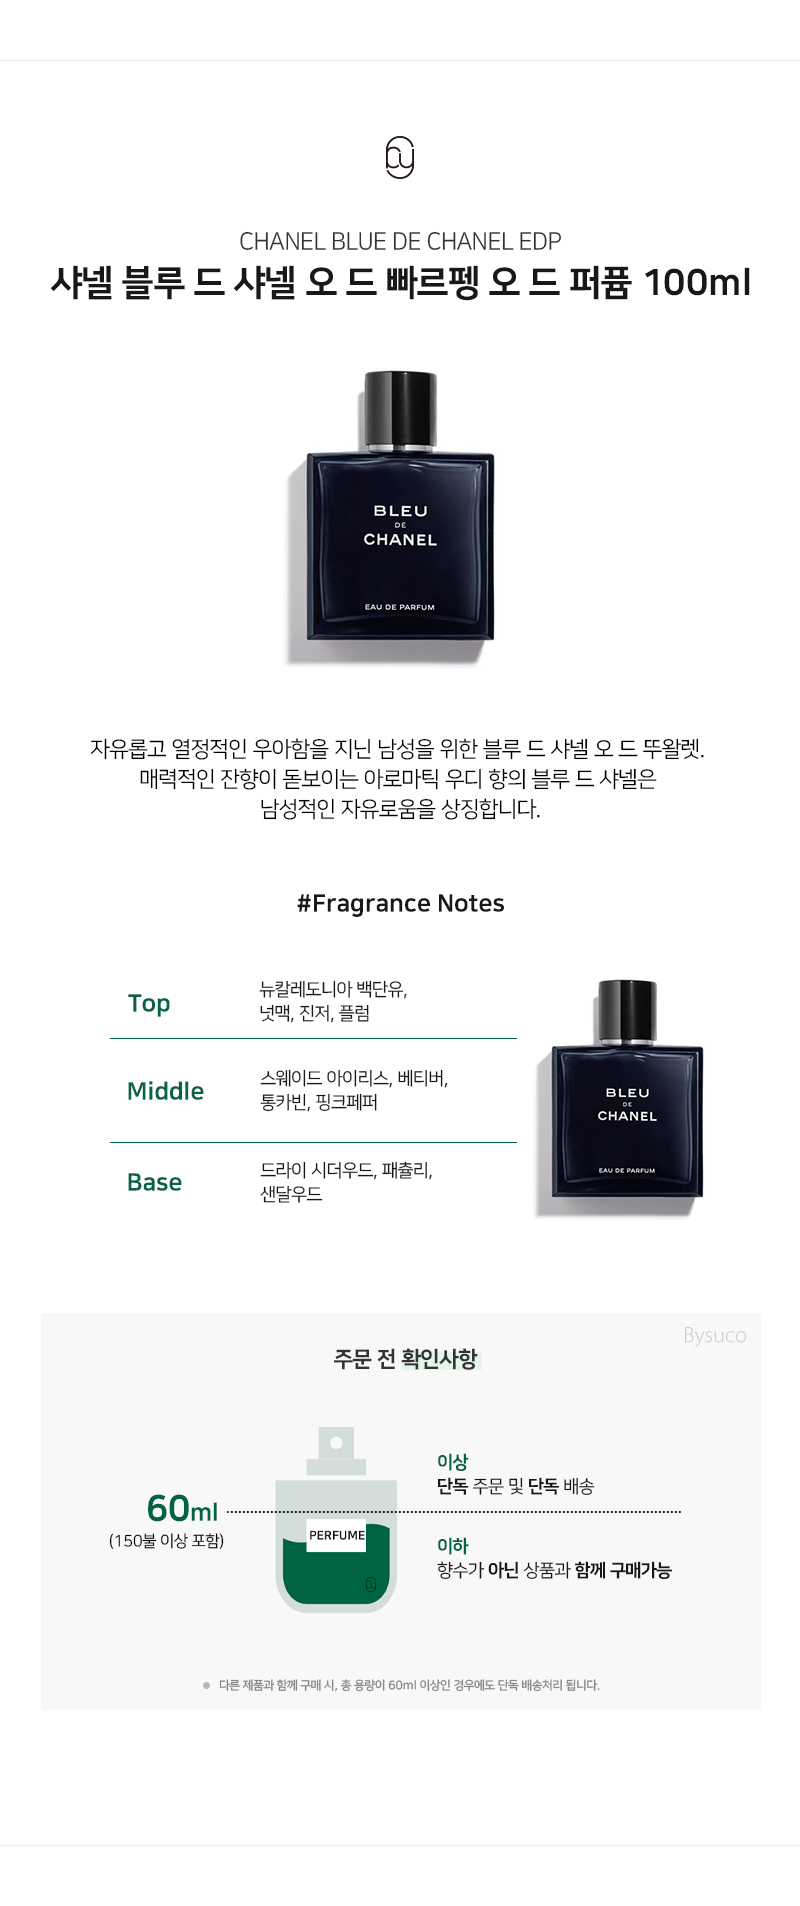 CHANEL BLUE DE CHANEL EDP
샤넬 블루 드 샤넬 오 드 빠르펭 오 드 퍼퓸 100ml
BLEU
DE
CHANEL
EAU DE PARFUM
자유롭고 열정적인 우아함을 지닌 남성을 위한 블루 드 샤넬 오 드 뚜왈렛.
매력적인 잔향이 돋보이는 아로마틱 우디 향의 블루 드 샤넬은
남성적인 자유로움을 상징합니다.
#Fragrance Notes
Top
뉴칼레도니아 백단유,
넛맥, 진저, 플럼
Middle
스웨이드 아이리스, 베티버,
통카빈, 핑크페퍼
Base
드라이 시더우드, 패츌리,
샌달우드
BLEU
DE
CHANEL
EAU DE PARFUM
Bysuco
주문 전 확인사항
60ml
(150불 이상 포함)
PERFUME
이상
단독 주문 및 단독 배송
이하
향수가 아닌 상품과 함께 구매가능
● 다른 제품과 함께 구매 시, 총 용량이 60ml 이상인 경우에도 단독 배송처리 됩니다.